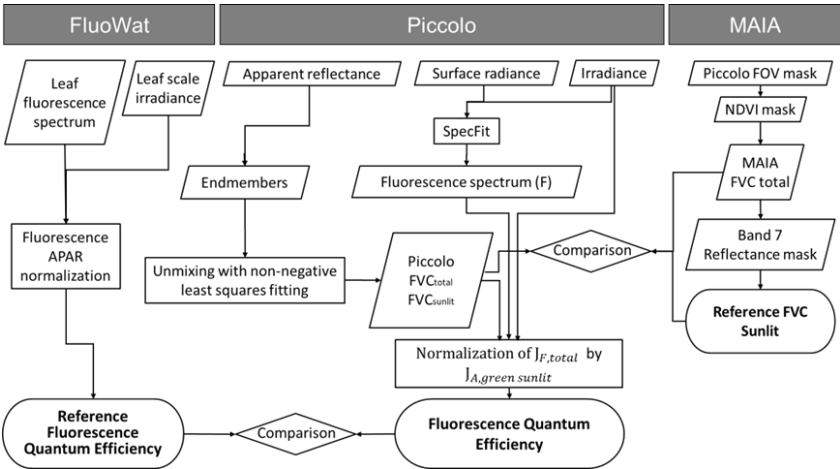 FluoWat
Piccolo
MAIA
Leaf
fluorescence
spectrum
Leaf scale
irradiance
Apparent reflectance
Surface radiance
Irradiance
Piccolo FOV mask
NDVI mask
SpecFit
MAIA
FVC total
Endmembers
Fluorescence spectrum (F)
Fluorescence
APAR
normalization
Unmixing with non-negative
least squares fitting
Piccolo
FVCtotal
FVCsunlit
Comparison
Band 7
Reflectance mask
Reference FVC
Sunlit
Normalization of J_{F,total} by
J_{A,green sunlit}
Reference
Fluorescence
Quantum Efficiency
Comparison
Fluorescence Quantum
Efficiency